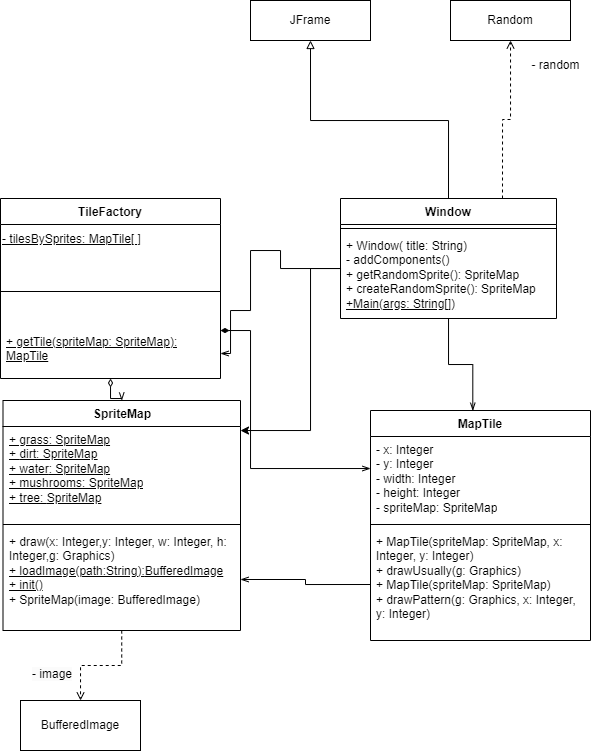 JFrame
Random
- random
TileFactory
- tilesBySprites: MapTile[ ]
+ getTile(spriteMap: SpriteMap):
MapTile
Window
+ Window( title: String)
- addComponents()
+ getRandomSprite(): SpriteMap
+ createRandomSprite(): SpriteMap
+Main(args: String[])
SpriteMap
+ grass: SpriteMap
+ dirt: SpriteMap
+ water: SpriteMap
+ mushrooms: SpriteMap
+ tree: SpriteMap
+ draw(x: Integer,y: Integer, w: Integer, h:
Integer,g: Graphics)
+ loadImage(path:String):BufferedImage
+ init()
+ SpriteMap(image: BufferedImage)
MapTile
- x: Integer
- y: Integer
- width: Integer
- height: Integer
- spriteMap: SpriteMap
+ MapTile(spriteMap: SpriteMap, x:
Integer, y: Integer)
+ drawUsually(g: Graphics)
+ MapTile(spriteMap: SpriteMap)
+ drawPattern(g: Graphics, x: Integer,
y: Integer)
- image
BufferedImage